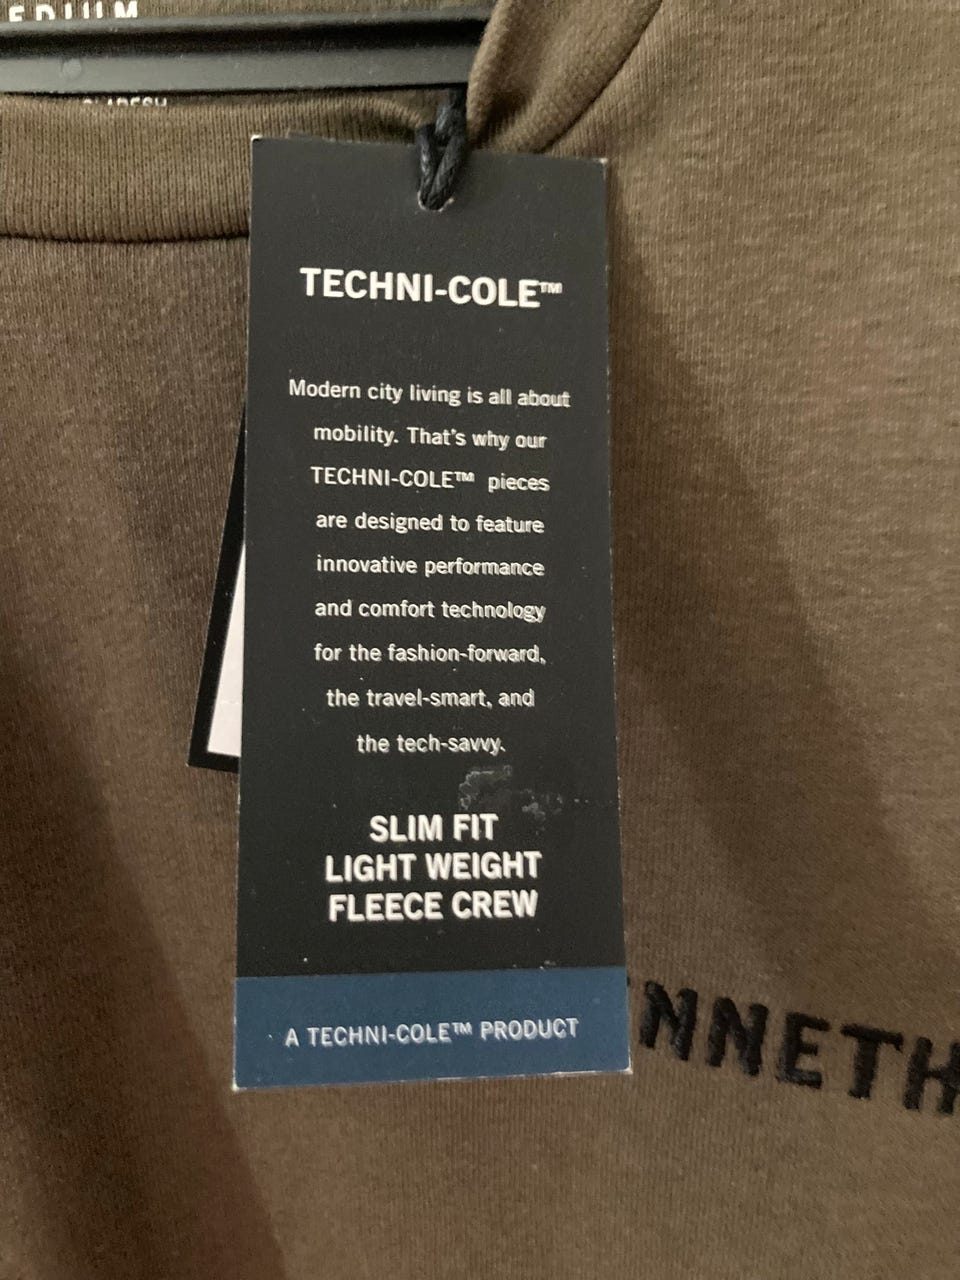 MEDIUM
TECHNI-COLE™
Modern city living is all about
mobility. That's why our
TECHNI-COLE™ pieces
are designed to feature
innovative performance
and comfort technology
for the fashion-forward,
the travel-smart, and
the tech-savvy.
SLIM FIT
LIGHT WEIGHT
FLEECE CREW
A TECHNI-COLE™ PRODUCT
NNETH